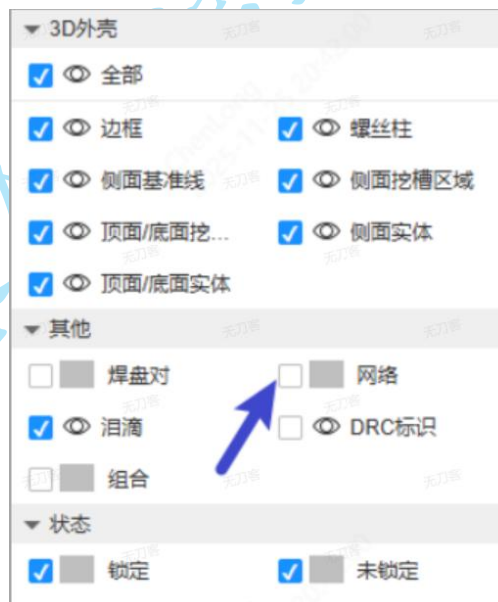 3D外壳
全部
边框 螺丝柱
侧面基准线 侧面挖槽区域
顶面/底面挖... 侧面实体
顶面/底面实体
其他
焊盘对 网络
泪滴 DRC标识
组合
状态
锁定 未锁定